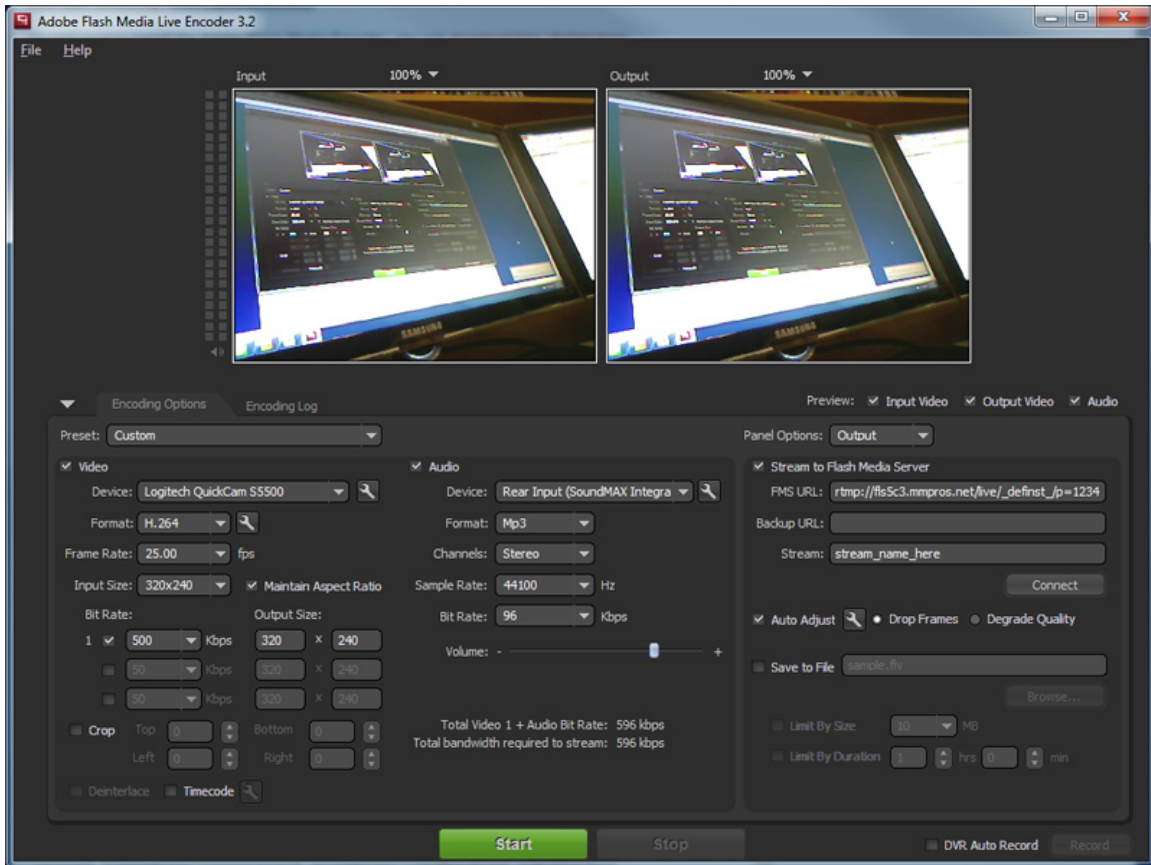 Adobe Flash Media Live Encoder 3.2
File Help
Input 100% Output 100%
SAMSUNG SAMSUNG
Encoding Options Encoding Log Preview: Input Video Output Video Audio
Preset: Custom Panel Options: Output
Video Audio Stream to Flash Media Server
Device: Logitech QuickCam S5500 Device: Rear Input (SoundMAX Integra FMS URL: rtmp://fls5c3.mmpros.net/live/_definst_/p=1234
Format: H.264 Format: Mp3 Backup URL:
Frame Rate: 25.00 fps Channels: Stereo Stream: stream_name_here
Input Size: 320x240 Maintain Aspect Ratio Sample Rate: 44100 Hz Connect
Bit Rate: Output Size: Bit Rate: 96 Kbps Auto Adjust Drop Frames Degrade Quality
1 500 Kbps 320 x 240 Volume: - +
50 Kbps 320 x 240 Save to File sample.flv
50 Kbps 320 x 240 Browse...
Crop Top 0 Bottom 0 Total Video 1 + Audio Bit Rate: 596 kbps Limit By Size 10 MB
Left 0 Right 0 Total bandwidth required to stream: 596 kbps Limit By Duration 1 hrs 0 min
Deinterlace Timecode
Start Stop DVR Auto Record Record